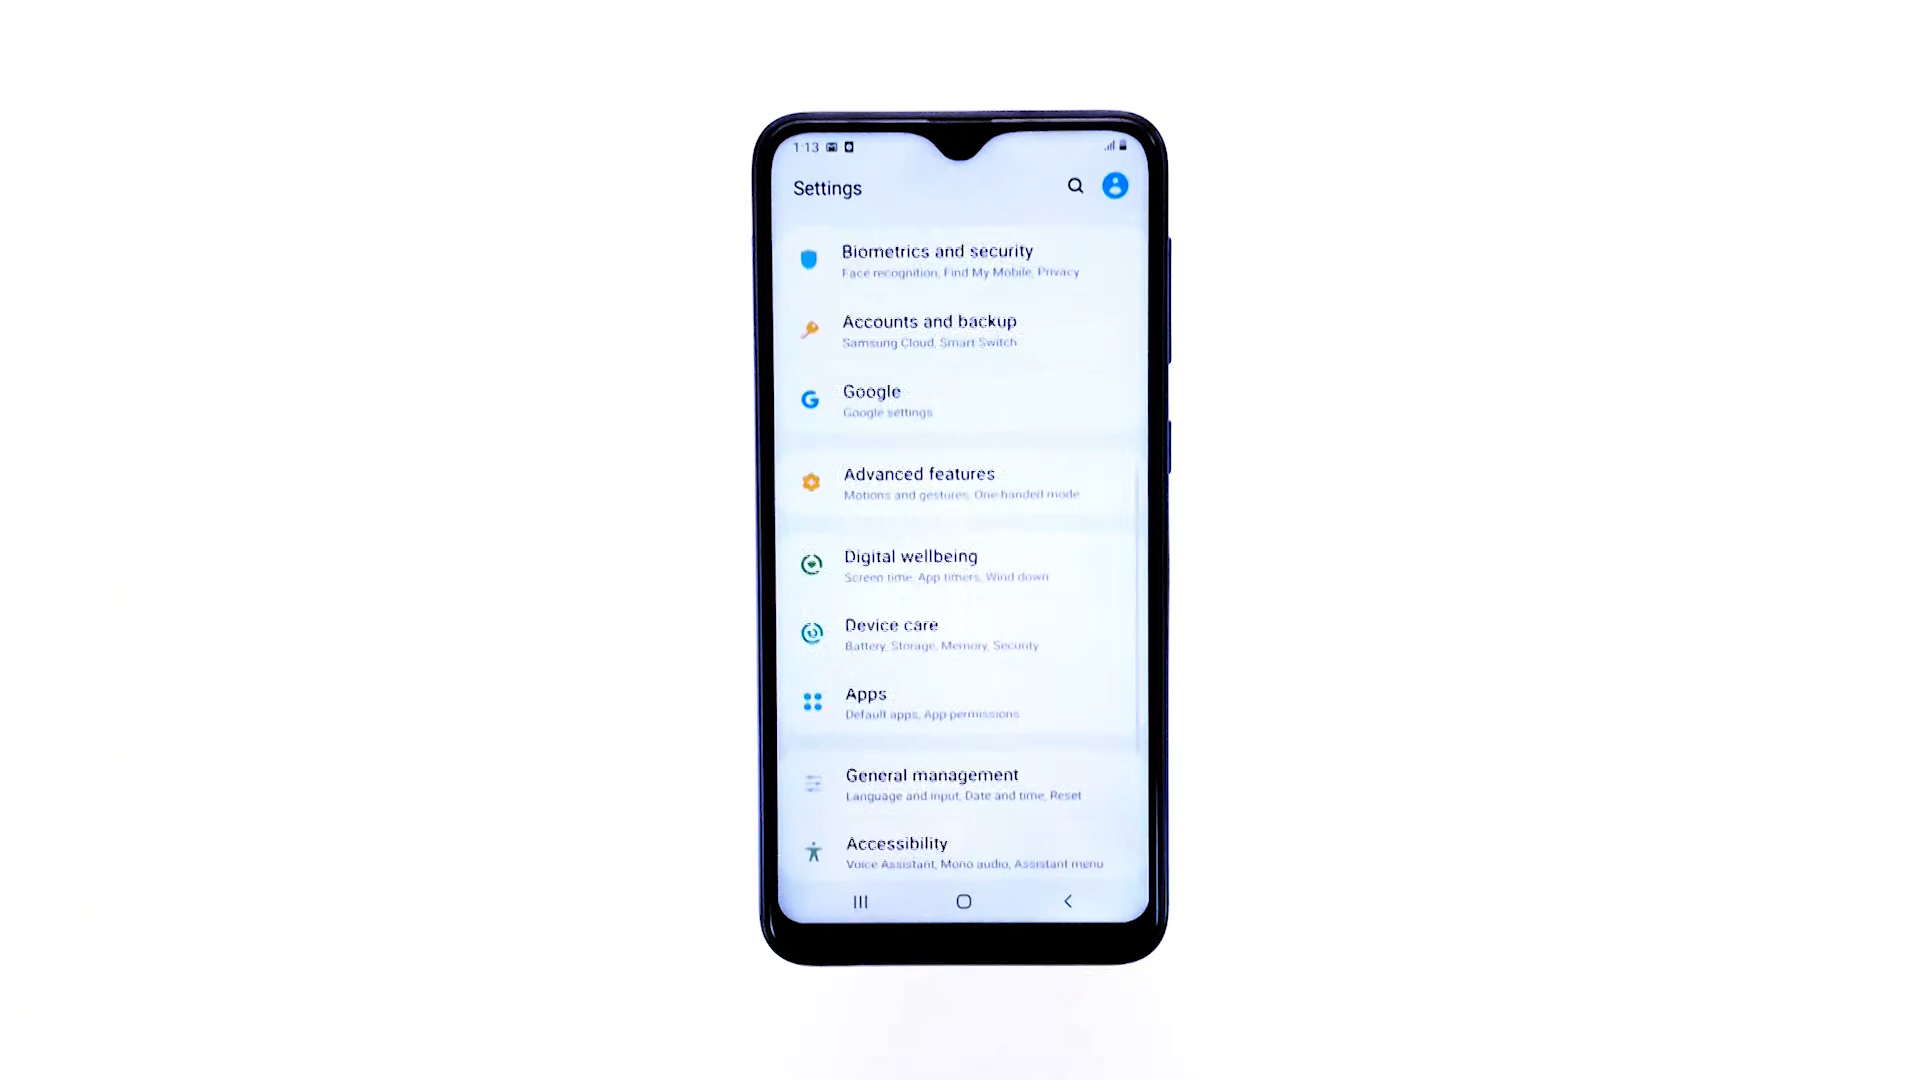 1:13
Settings
Biometrics and security
Face recognition, Find My Mobile, Privacy
Accounts and backup
Samsung Cloud, Smart Switch
Google
Google settings
Advanced features
Motions and gestures, One-handed mode
Digital wellbeing
Screen time, App timers, Wind down
Device care
Battery, Storage, Memory, Security
Apps
Default apps, App permissions
General management
Language and input, Date and time, Reset
Accessibility
Voice Assistant, Mono audio, Assistant menu